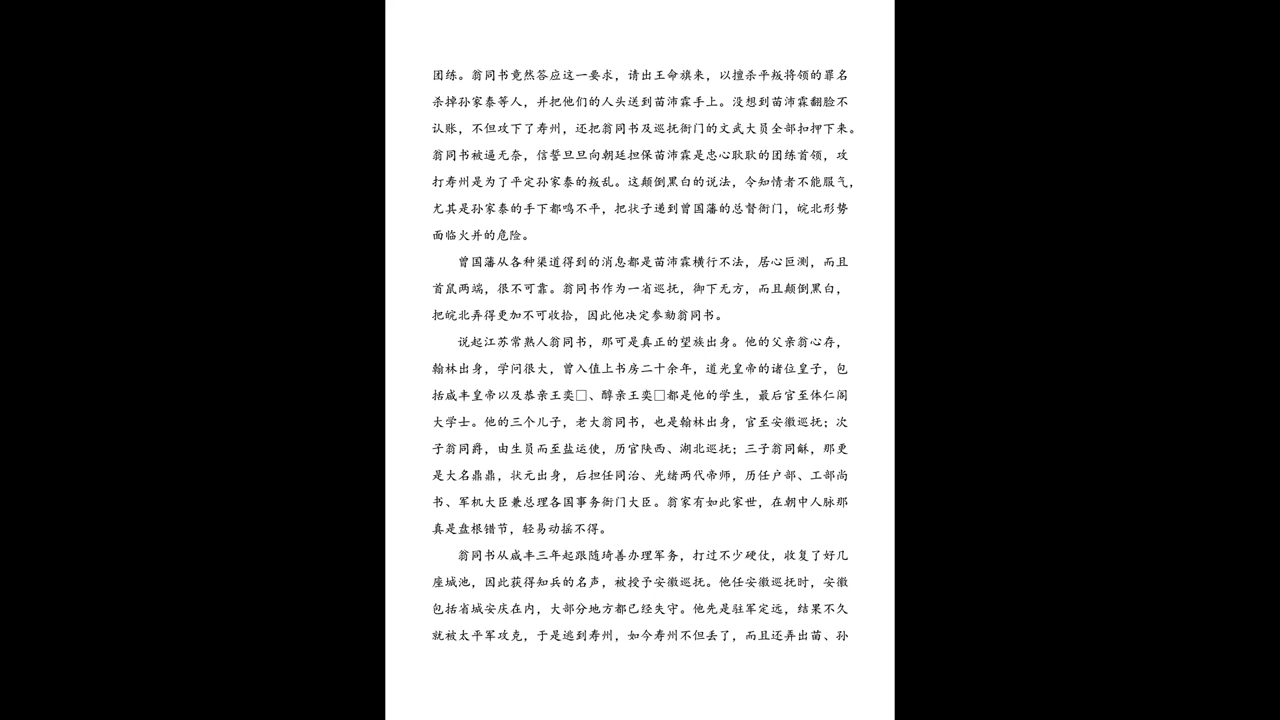 团练。翁同书竟然答应这一要求，请出王命旗来，以擅杀平叛将领的罪名
杀掉孙家泰等人，并把他们的人头送到苗沛霖手上。没想到苗沛霖翻脸不
认账，不但攻下了寿州，还把翁同书及巡抚衙门的文武大员全部扣押下来。
翁同书被逼无奈，信誓旦旦向朝廷担保苗沛霖是忠心耿耿的团练首领，攻
打寿州是为了平定孙家泰的叛乱。这颠倒黑白的说法，令知情者不能服气，
尤其是孙家泰的手下都鸣不平，把状子递到曾国藩的总督衙门，皖北形势
面临火并的危险。
曾国藩从各种渠道得到的消息都是苗沛霖横行不法，居心叵测，而且
首鼠两端，很不可靠。翁同书作为一省巡抚，御下无方，而且颠倒黑白，
把皖北弄得更加不可收拾，因此他决定参劾翁同书。
说起江苏常熟人翁同书，那可是真正的望族出身。他的父亲翁心存，
翰林出身，学问很大，曾入值上书房二十余年，道光皇帝的诸位皇子，包
括咸丰皇帝以及恭亲王奕□、醇亲王奕□都是他的学生，最后官至体仁阁
大学士。他的三个儿子，老大翁同书，也是翰林出身，官至安徽巡抚；次
子翁同爵，由生员而至盐运使，历官陕西、湖北巡抚；三子翁同龢，那更
是大名鼎鼎，状元出身，后担任同治、光绪两代帝师，历任户部、工部尚
书、军机大臣兼总理各国事务衙门大臣。翁家有如此家世，在朝中人脉那
真是盘根错节，轻易动摇不得。
翁同书从咸丰三年起跟随琦善办理军务，打过不少硬仗，收复了好几
座城池，因此获得知兵的名声，被授予安徽巡抚。他任安徽巡抚时，安徽
包括省城安庆在内，大部分地方都已经失守。他先是驻军定远，结果不久
就被太平军攻克，于是逃到寿州，如今寿州不但丢了，而且还弄出苗、孙